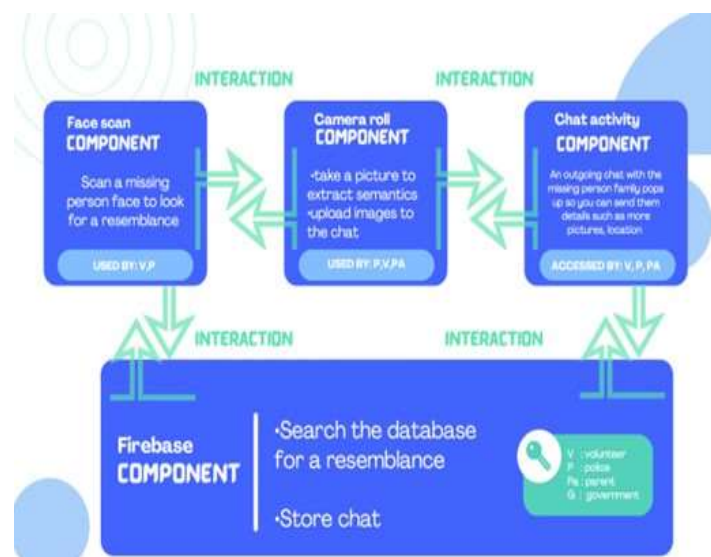 INTERACTION
INTERACTION
Face scan
COMPONENT
Scan a missing
person face to look
for a resemblance
USED BY: V,P
Camera roll
COMPONENT
•take a picture to
extract semantics
•upload images to
the chat
USED BY: P,V,PA
Chat activity
COMPONENT
An outgoing chat with the
missing person family pops
up so you can send them
details such as more
pictures, location
ACCESSED BY: V, P, PA
INTERACTION
INTERACTION
Firebase
COMPONENT
•Search the database
for a resemblance
•Store chat
V : volunteer
P : police
Pa : parent
G : government